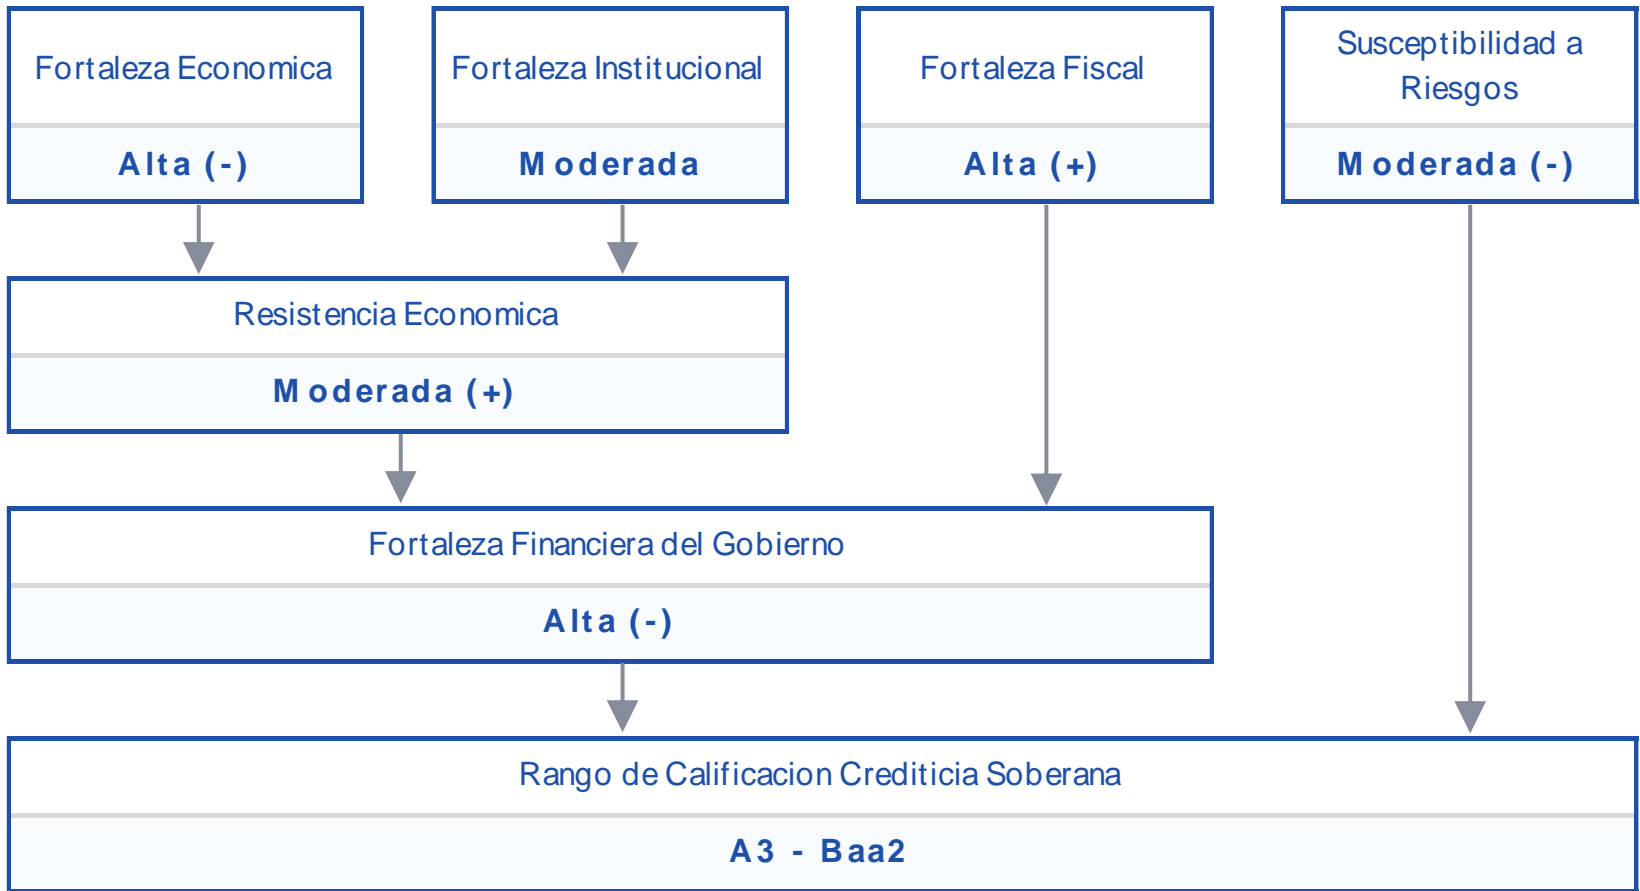 Fortaleza Economica
Alta (-)
Fortaleza Institucional
Moderada
Fortaleza Fiscal
Alta (+)
Susceptibilidad a
Riesgos
Moderada (-)
Resistencia Economica
Moderada (+)
Fortaleza Financiera del Gobierno
Alta (-)
Rango de Calificacion Crediticia Soberana
A3 - Baa2